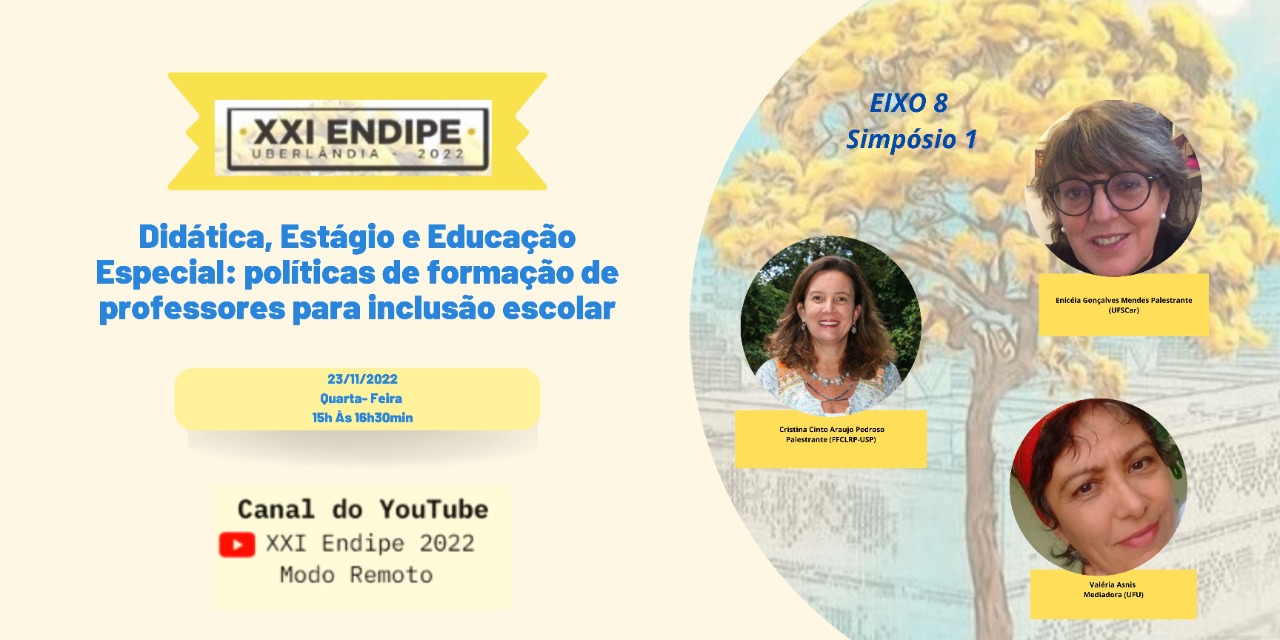 XXI ENDIPE
UBERLÂNDIA - 2022
Didática, Estágio e Educação
Especial: políticas de formação de
professores para inclusão escolar
23/11/2022
Quarta- Feira
15h Às 16h30min
Canal do YouTube
XXI Endipe 2022
Modo Remoto
EIXO 8
Simpósio 1
Enicéia Gonçalves Mendes Palestrante
(UFSCar)
Cristina Cinto Araujo Pedroso
Palestrante (FFCLRP-USP)
Valéria Asnis
Mediadora (UFU)